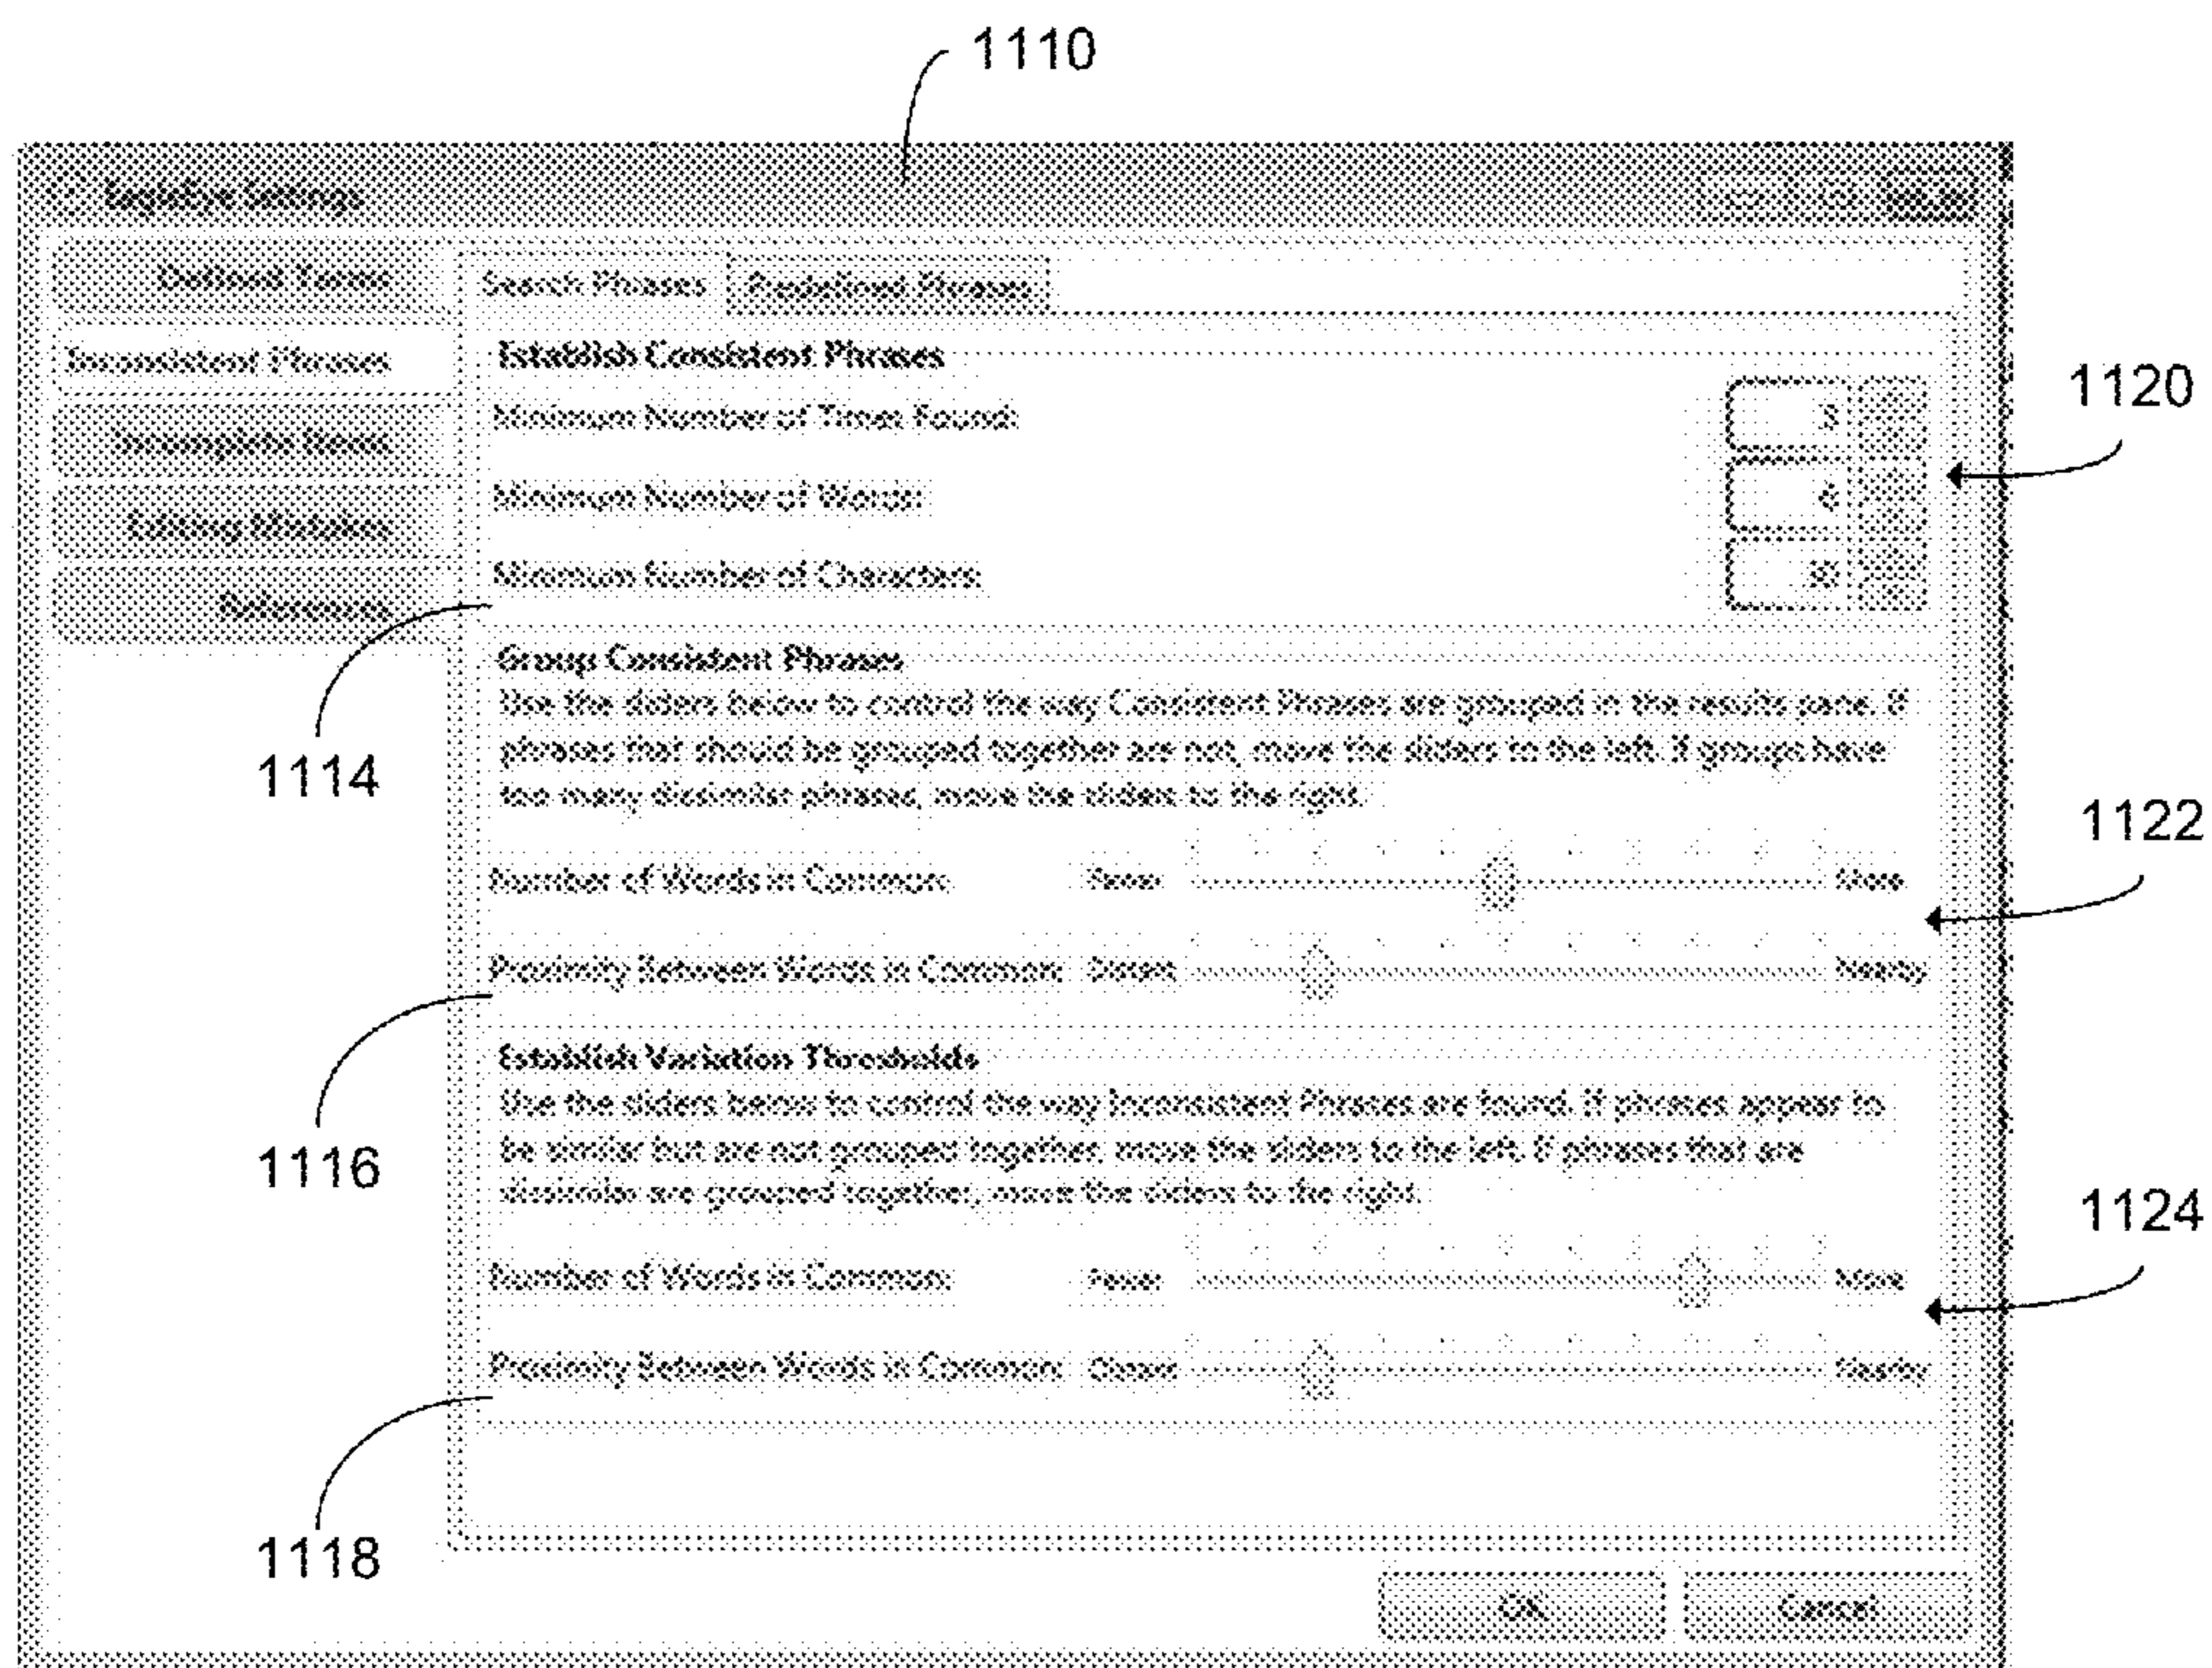 1110
Settings
Defined Terms
Search Phrases
Predefined Phrases
Inconsistent Phrases
Establish Consistent Phrases
1120
Minimum Number of Times Found:
3
Incomplete Items
Minimum Number of Words:
Editing Mistakes
Minimum Number of Characters:
References
Group Consistent Phrases
Use the sliders below to control the way Consistent Phrases are grouped in the results pane. If
phrases that should be grouped together are not, move the sliders to the left. If groups have
too many dissimilar phrases, move the sliders to the right.
1114
1122
Number of Words in Common: Fewer More
Proximity Between Words in Common: Distant Nearby
Establish Variation Thresholds
Use the sliders below to control the way Inconsistent Phrases are found. If phrases appear to
be similar but are not grouped together, move the sliders to the left. If phrases that are
dissimilar are grouped together, move the sliders to the right.
1116
1124
Number of Words in Common: Fewer More
Proximity Between Words in Common: Distant Nearby
1118
OK
Cancel